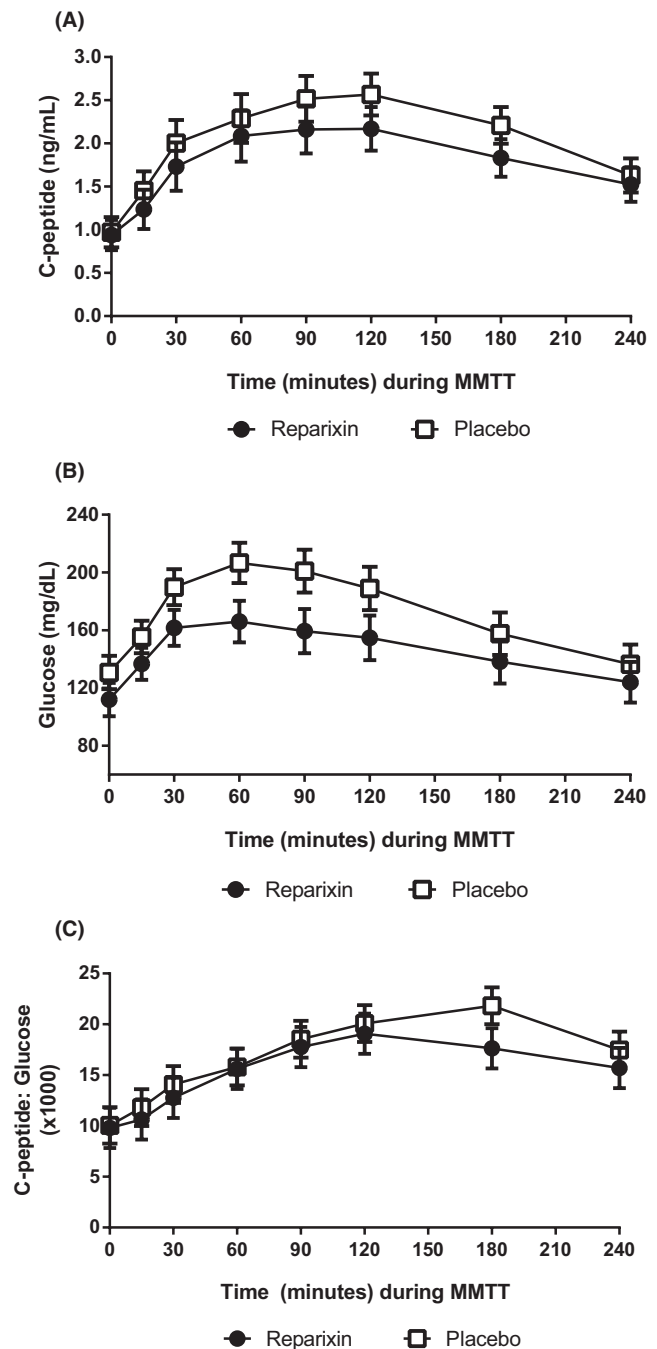 (A)
C-peptide (ng/mL)
3.0
2.5
2.0
1.5
1.0
0.5
0.0
0 30 60 90 120 150 180 210 240
Time (minutes) during MMTT
Reparixin Placebo
(B)
Glucose (mg/dL)
240
200
160
120
80
0 30 60 90 120 150 180 210 240
Time (minutes) during MMTT
Reparixin Placebo
(C)
C-peptide: Glucose
(x1000)
25
20
15
10
5
0
0 30 60 90 120 150 180 210 240
Time (minutes) during MMTT
Reparixin Placebo